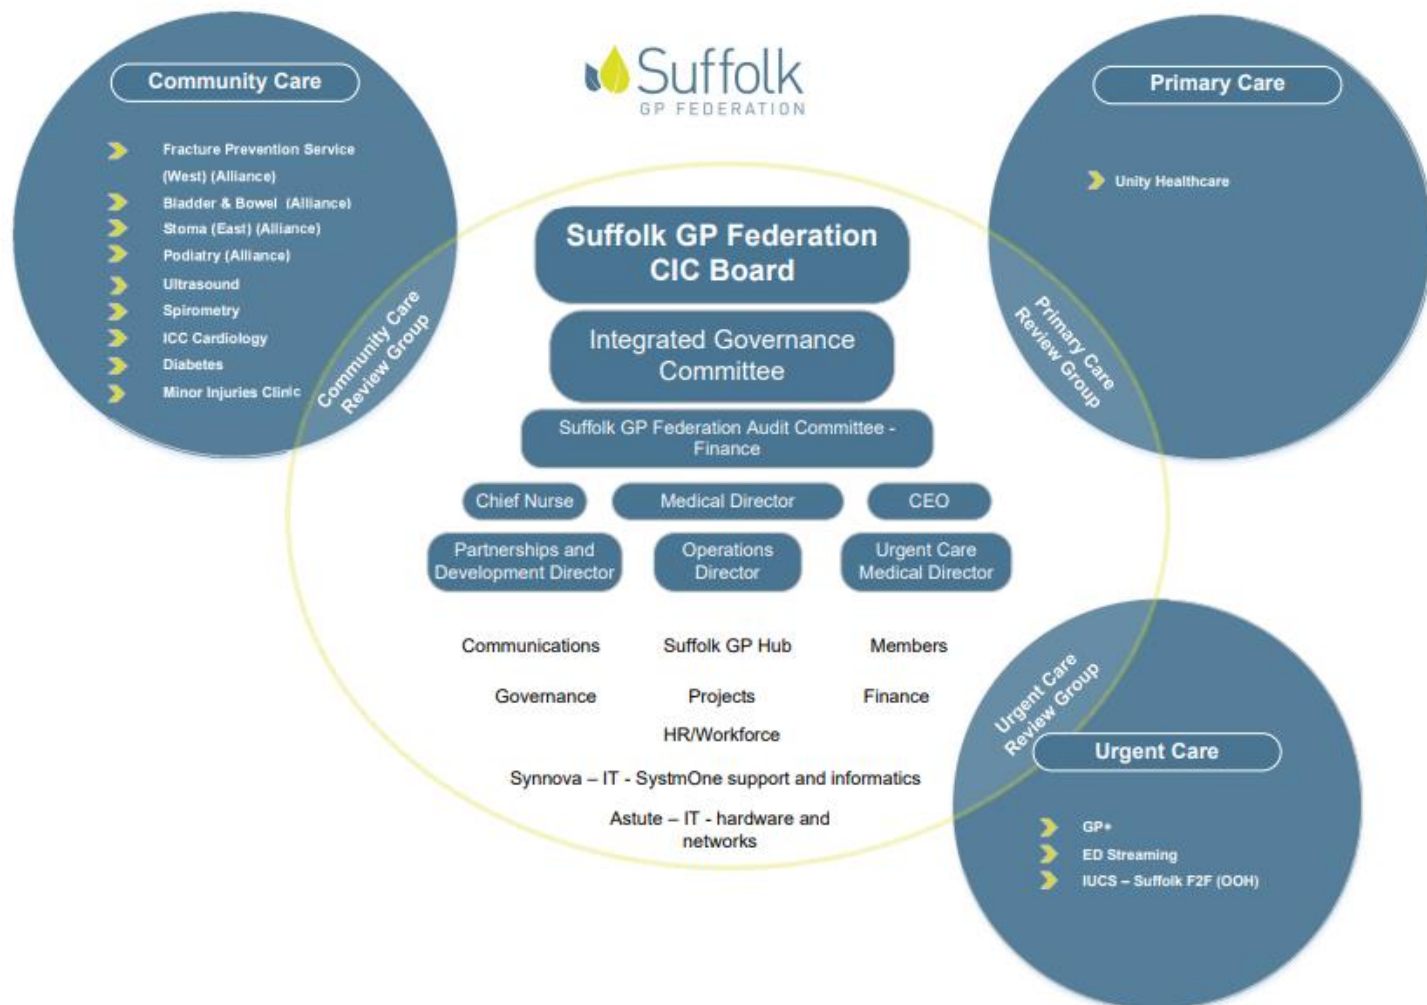 Suffolk
GP FEDERATION
Community Care
Fracture Prevention Service
(West) (Alliance)
Bladder & Bowel (Alliance)
Stoma (East) (Alliance)
Podiatry (Alliance)
Ultrasound
Spirometry
ICC Cardiology
Diabetes
Minor Injuries Clinic
Community Care
Review Group
Primary Care
Unity Healthcare
Primary Care
Review Group
Suffolk GP Federation
CIC Board
Integrated Governance
Committee
Suffolk GP Federation Audit Committee -
Finance
Chief Nurse
Medical Director
CEO
Partnerships and
Development Director
Operations
Director
Urgent Care
Medical Director
Communications
Suffolk GP Hub
Members
Governance
Projects
Finance
HR/Workforce
Synnova – IT - SystmOne support and informatics
Astute – IT - hardware and
networks
Urgent Care
Review Group
Urgent Care
GP+
ED Streaming
IUCS – Suffolk F2F (OOH)